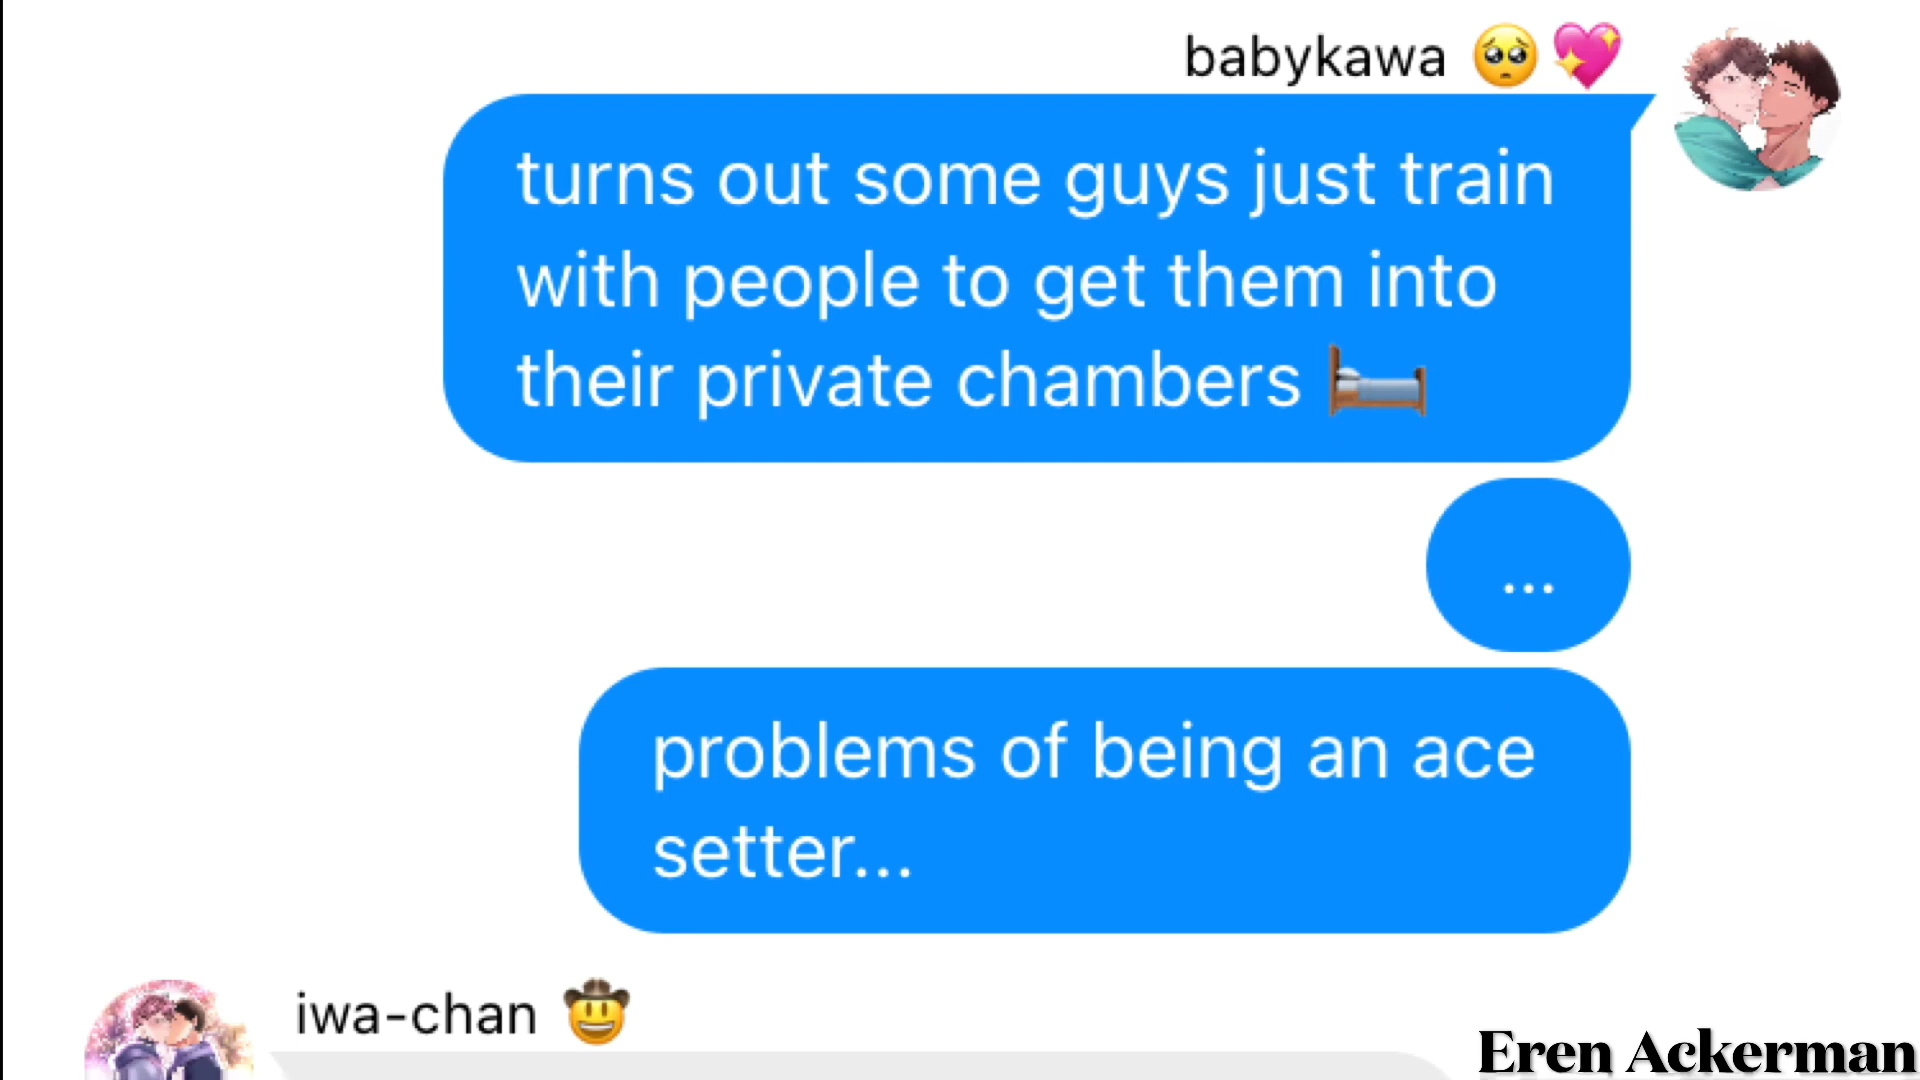 babykawa 🥺💖
turns out some guys just train
with people to get them into
their private chambers 🛏️
...
problems of being an ace
setter...
iwa-chan 🤠
Eren Ackerman